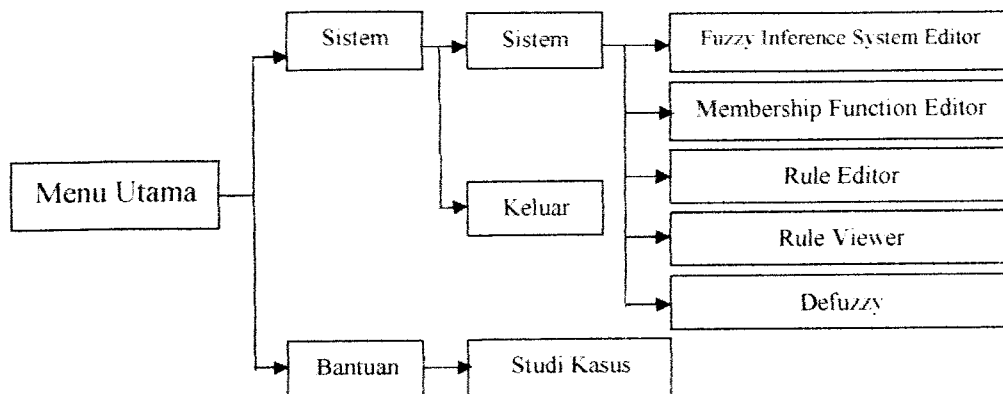 Sistem
Sistem
Fuzzy Inference System Editor
Membership Function Editor
Menu Utama
Keluar
Rule Editor
Rule Viewer
Defuzzy
Bantuan
Studi Kasus